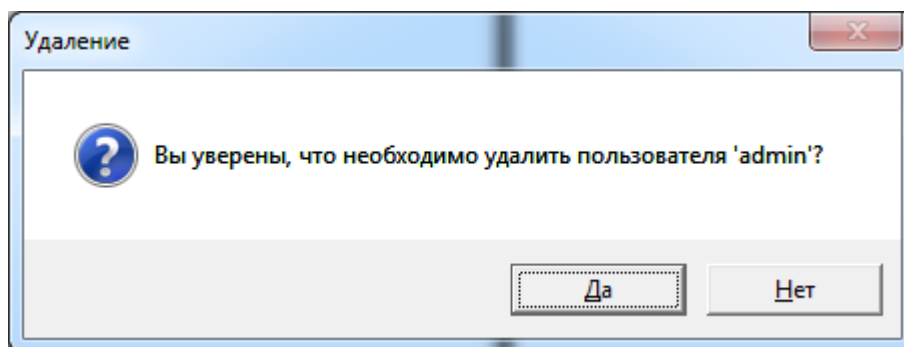 Удаление
Вы уверены, что необходимо удалить пользователя 'admin'?
Да
Нет